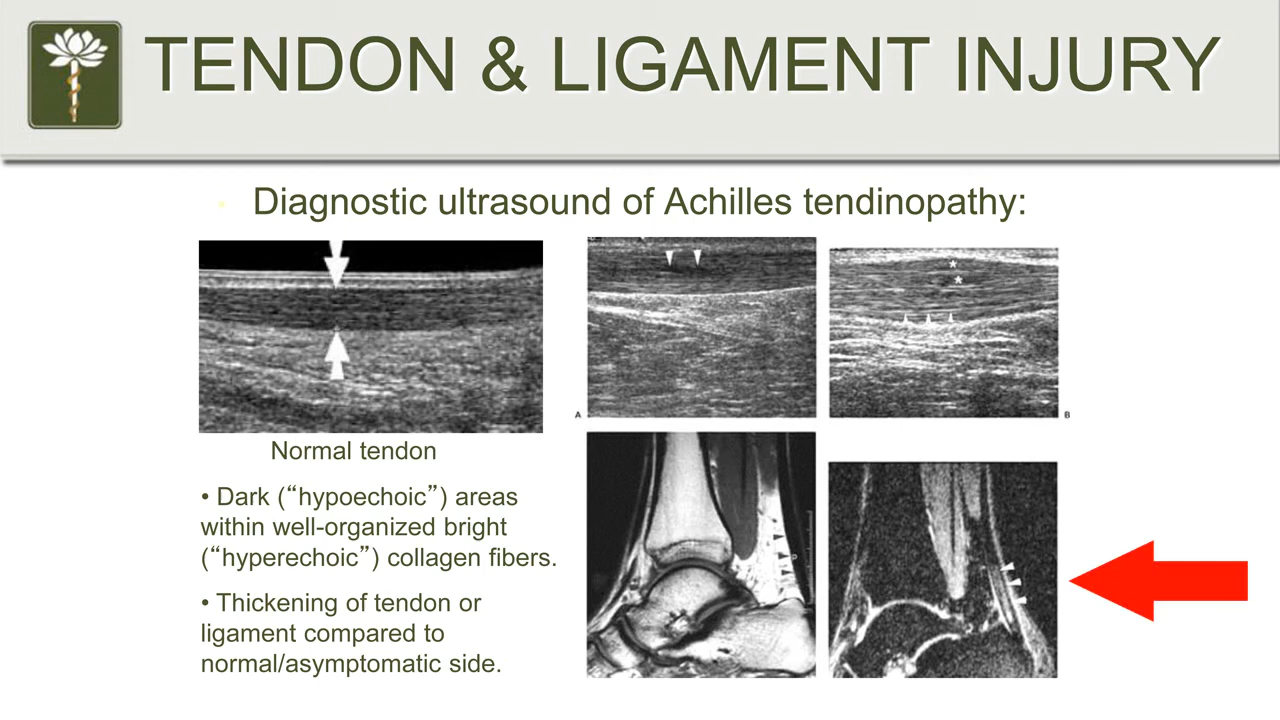 TENDON & LIGAMENT INJURY
• Diagnostic ultrasound of Achilles tendinopathy:
A
B
Normal tendon
• Dark (“hypoechoic”) areas
within well-organized bright
(“hyperechoic”) collagen fibers.
• Thickening of tendon or
ligament compared to
normal/asymptomatic side.